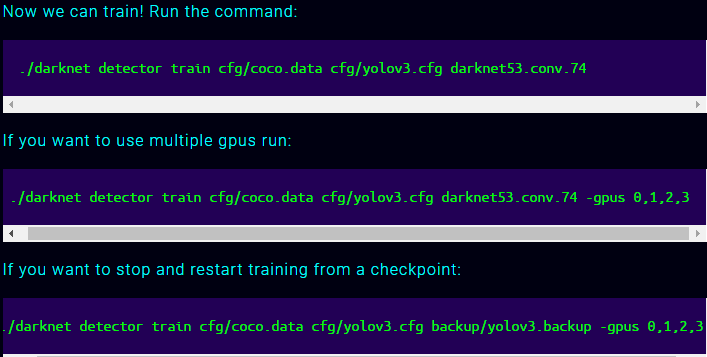 Now we can train! Run the command:
./darknet detector train cfg/coco.data cfg/yolov3.cfg darknet53.conv.74
If you want to use multiple gpus run:
./darknet detector train cfg/coco.data cfg/yolov3.cfg darknet53.conv.74 -gpus 0,1,2,3
If you want to stop and restart training from a checkpoint:
./darknet detector train cfg/coco.data cfg/yolov3.cfg backup/yolov3.backup -gpus 0,1,2,3